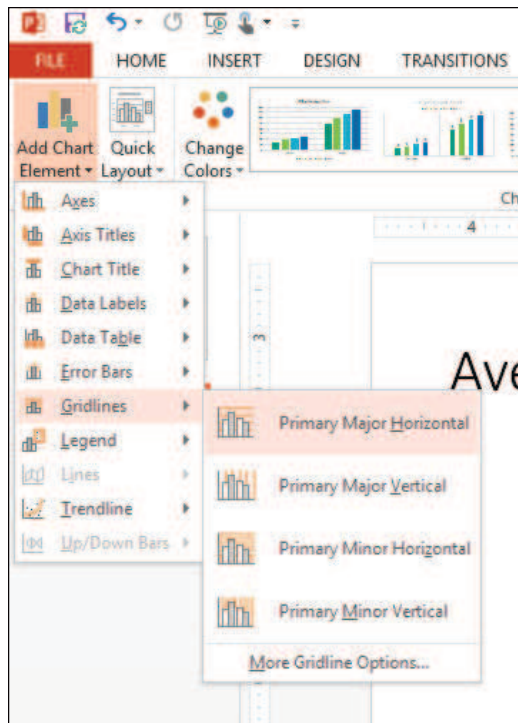 FILE HOME INSERT DESIGN TRANSITIONS
Add Chart Element
Quick Layout
Change Colors
Ch
4
Axes
Axis Titles
Chart Title
Data Labels
Data Table
Error Bars
Gridlines
Legend
Lines
Trendline
Up/Down Bars
3
Ave
Primary Major Horizontal
Primary Major Vertical
Primary Minor Horizontal
Primary Minor Vertical
More Gridline Options...